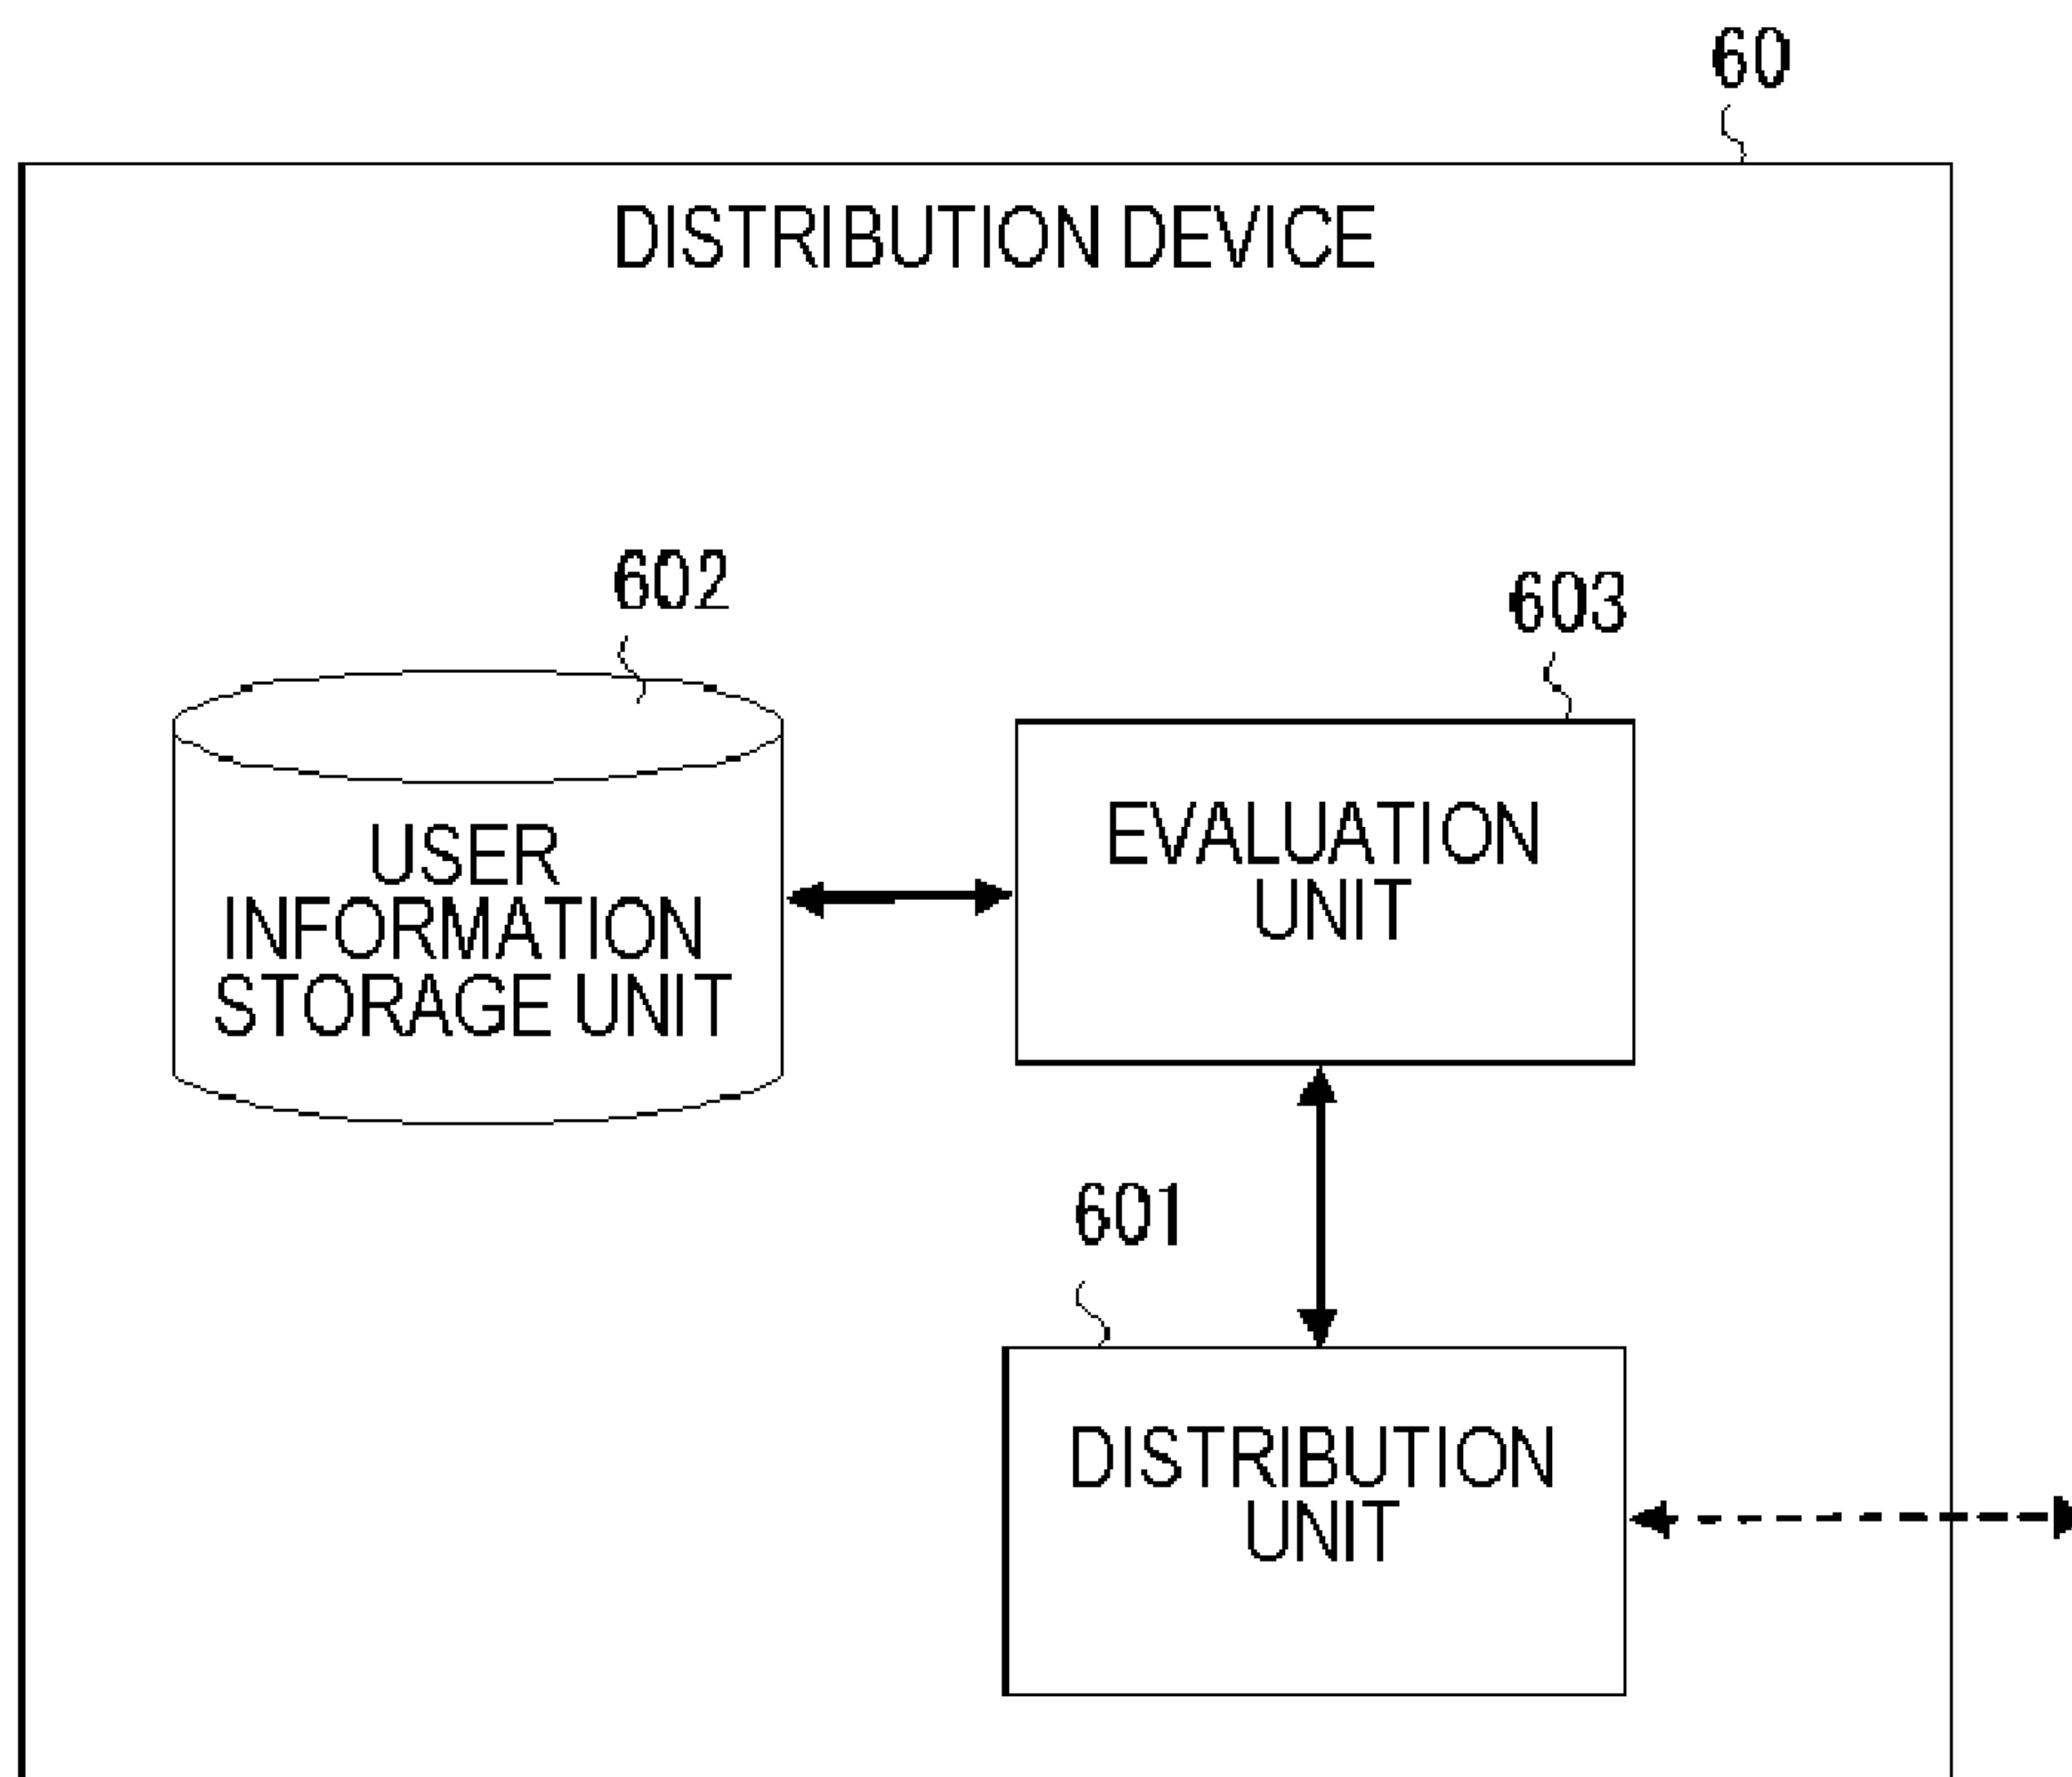 60
DISTRIBUTION DEVICE
602
603
USER
INFORMATION
STORAGE UNIT
EVALUATION
UNIT
601
DISTRIBUTION
UNIT